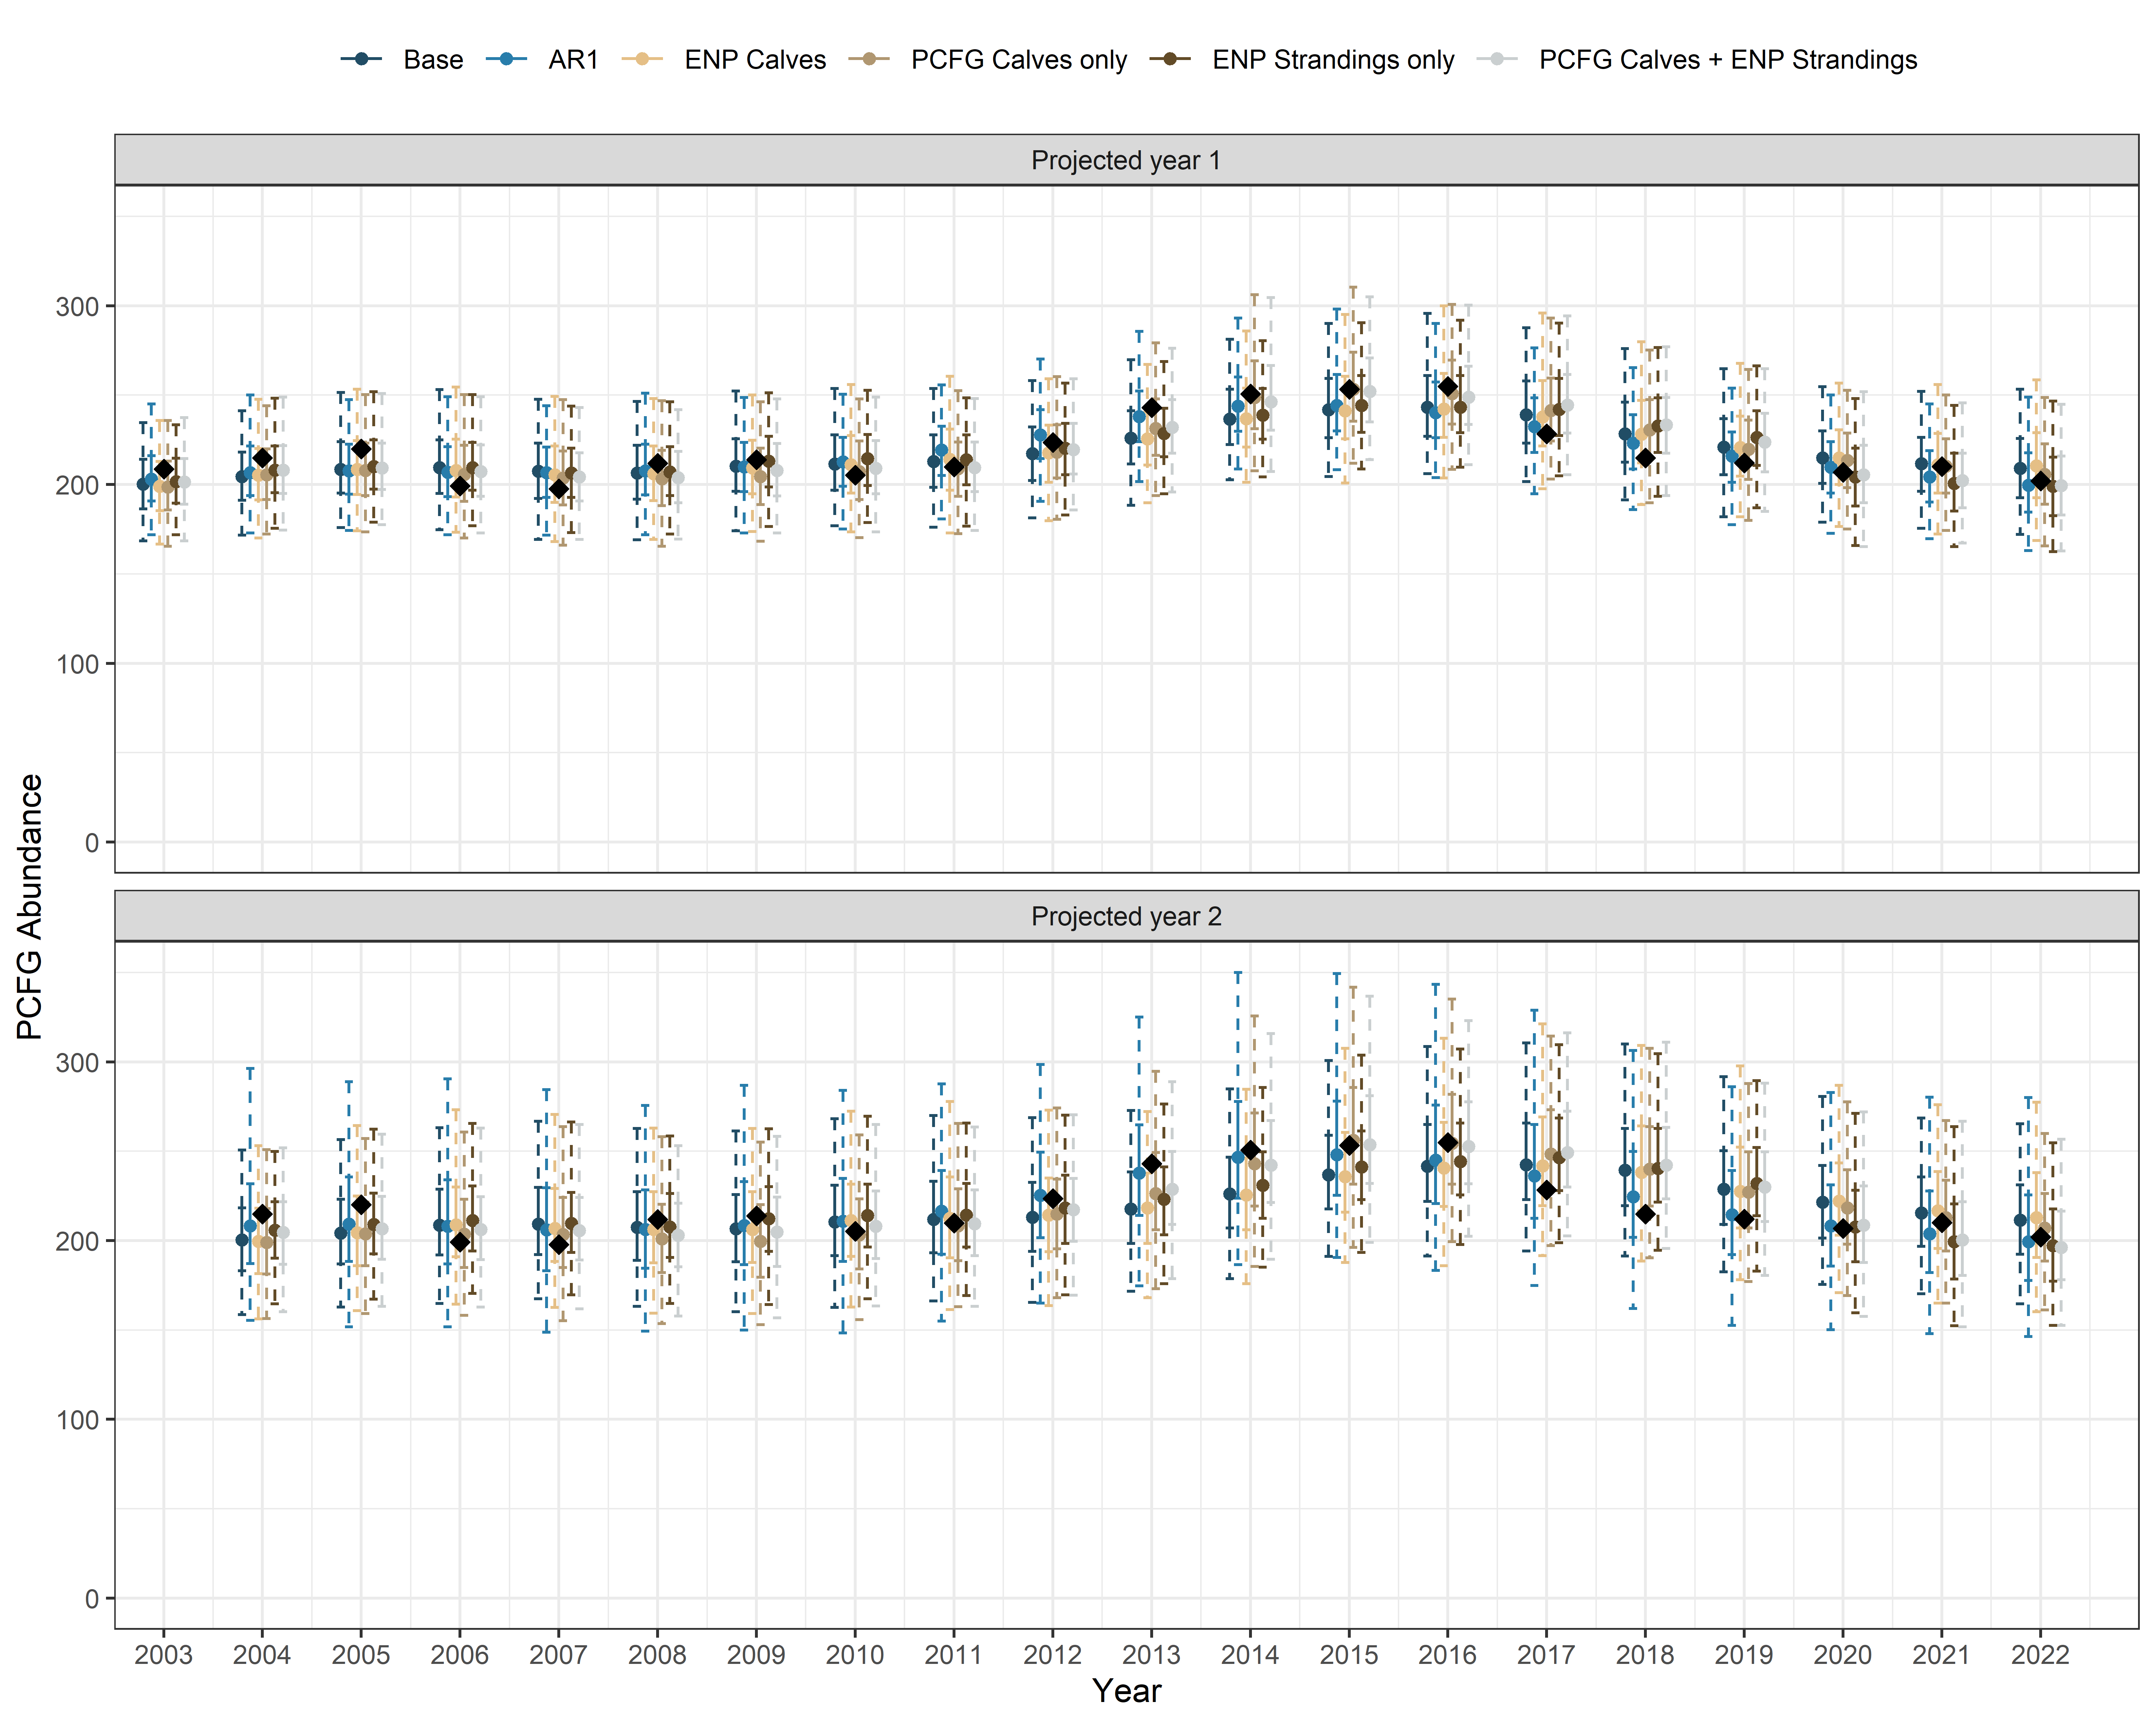 Base AR1 ENP Calves PCFG Calves only ENP Strandings only PCFG Calves + ENP Strandings
Projected year 1
300
200
100
0
PCFG Abundance
Projected year 2
300
200
100
0
2003 2004 2005 2006 2007 2008 2009 2010 2011 2012 2013 2014 2015 2016 2017 2018 2019 2020 2021 2022
Year